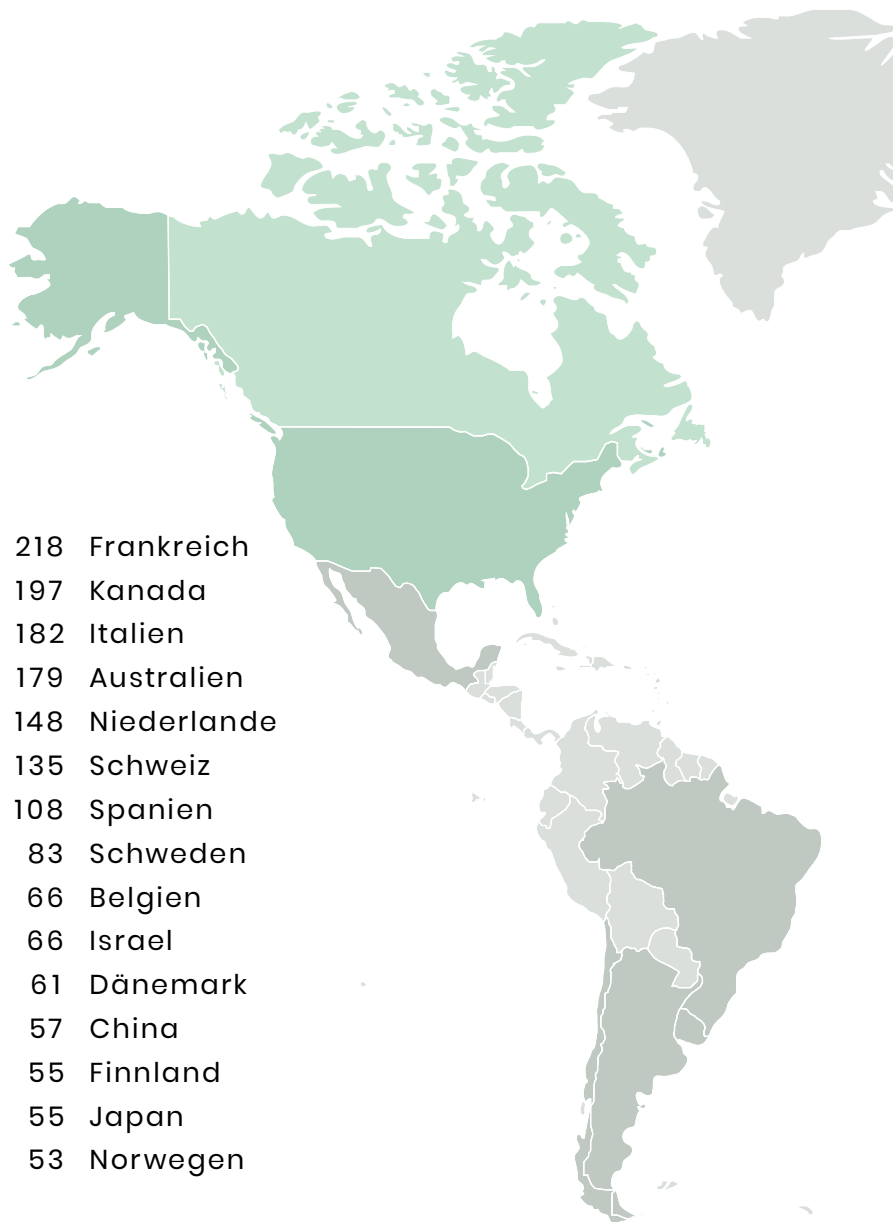 218 Frankreich
197 Kanada
182 Italien
179 Australien
148 Niederlande
135 Schweiz
108 Spanien
83 Schweden
66 Belgien
66 Israel
61 Dänemark
57 China
55 Finnland
55 Japan
53 Norwegen